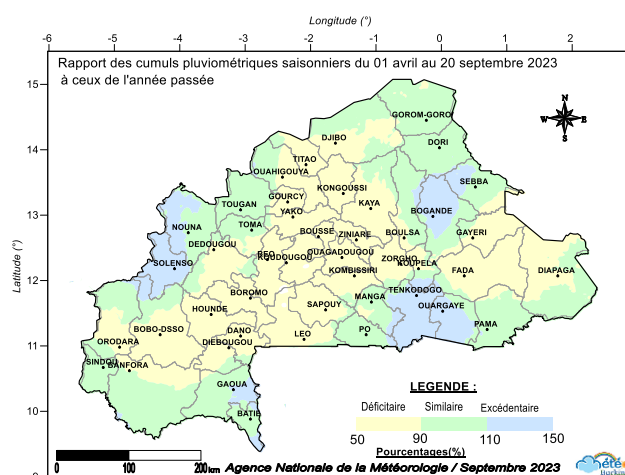 Longitude (°)
-6 -5 -4 -3 -2 -1 0 1 2
Rapport des cumuls pluviométriques saisonniers du 01 avril au 20 septembre 2023
à ceux de l'année passée
15
GOROM-GORO
N
W E
S
DJIBO
DORI
14
TITAO
OUAHIGOUYA
SEBBA
KONGOUSSI
GOURCY
TOUGAN
KAYA
YAKO
BOGANDE
13
NOUNA
TOMA
BOUSSE
ZINIARE
BOULSA
GAYERI
DEDOUGOU
REO
KOUDOUGOU
OUAGADOUGOU
ZORGHO
SOLENSO
KOUPELA
KOMBISSIRI
FADA
DIAPAGA
12
Latitude (°)
TENKODOGO
BOROMO
MANGA
SAPOUY
OUARGAYE
HOUNDE
BOBO-DSSO
DANO
PO
PAMA
LEO
11
ORODARA
DIEBOUGOU
SINDOU
BANFORA
GAOUA
LEGENDE :
Déficitaire Similaire Excédentaire
10
BATIE
50 90 110 150
Pourcentages(%)
9
0 100 200 km
Agence Nationale de la Météorologie / Septembre 2023
météo
Burkina